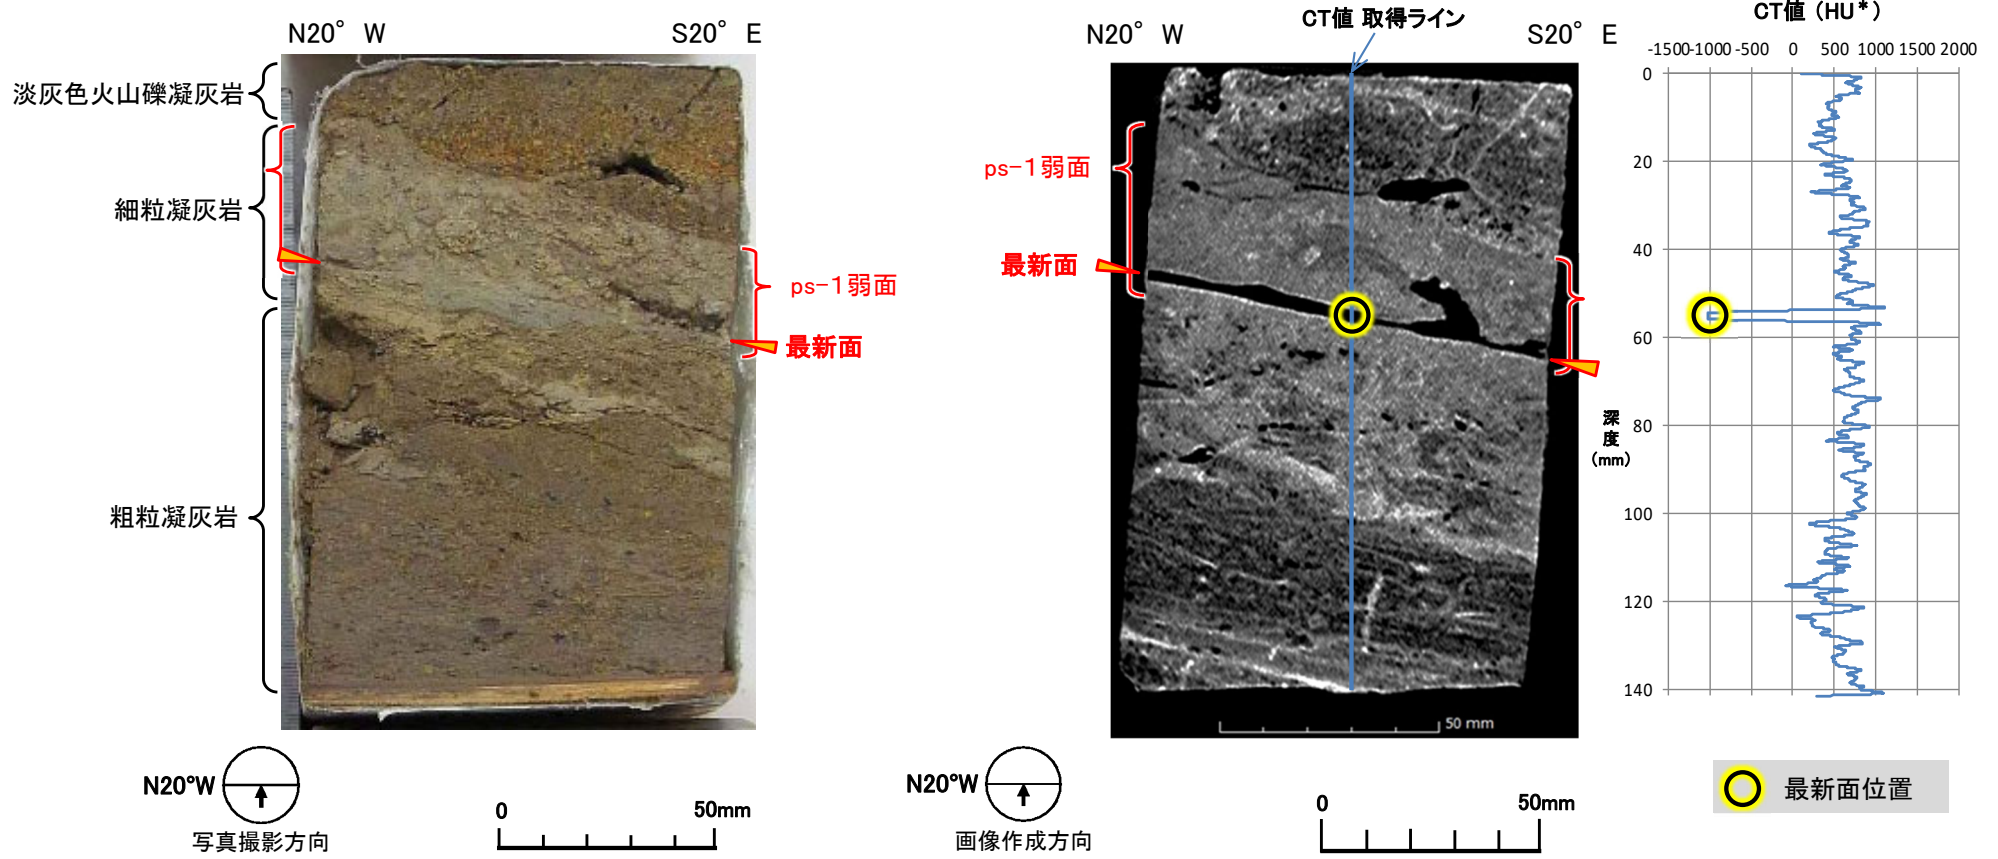 N20° W
S20° E
淡灰色火山礫凝灰岩
細粒凝灰岩
粗粒凝灰岩
ps-1弱面
最新面
N20°W
写真撮影方向
0
50mm
CT値 取得ライン
N20° W
S20° E
ps-1弱面
最新面
50 mm
N20°W
画像作成方向
0
50mm
CT値（HU*）
-1500 -1000 -500 0 500 1000 1500 2000
0
20
40
60
80
100
120
140
深度(mm)
最新面位置